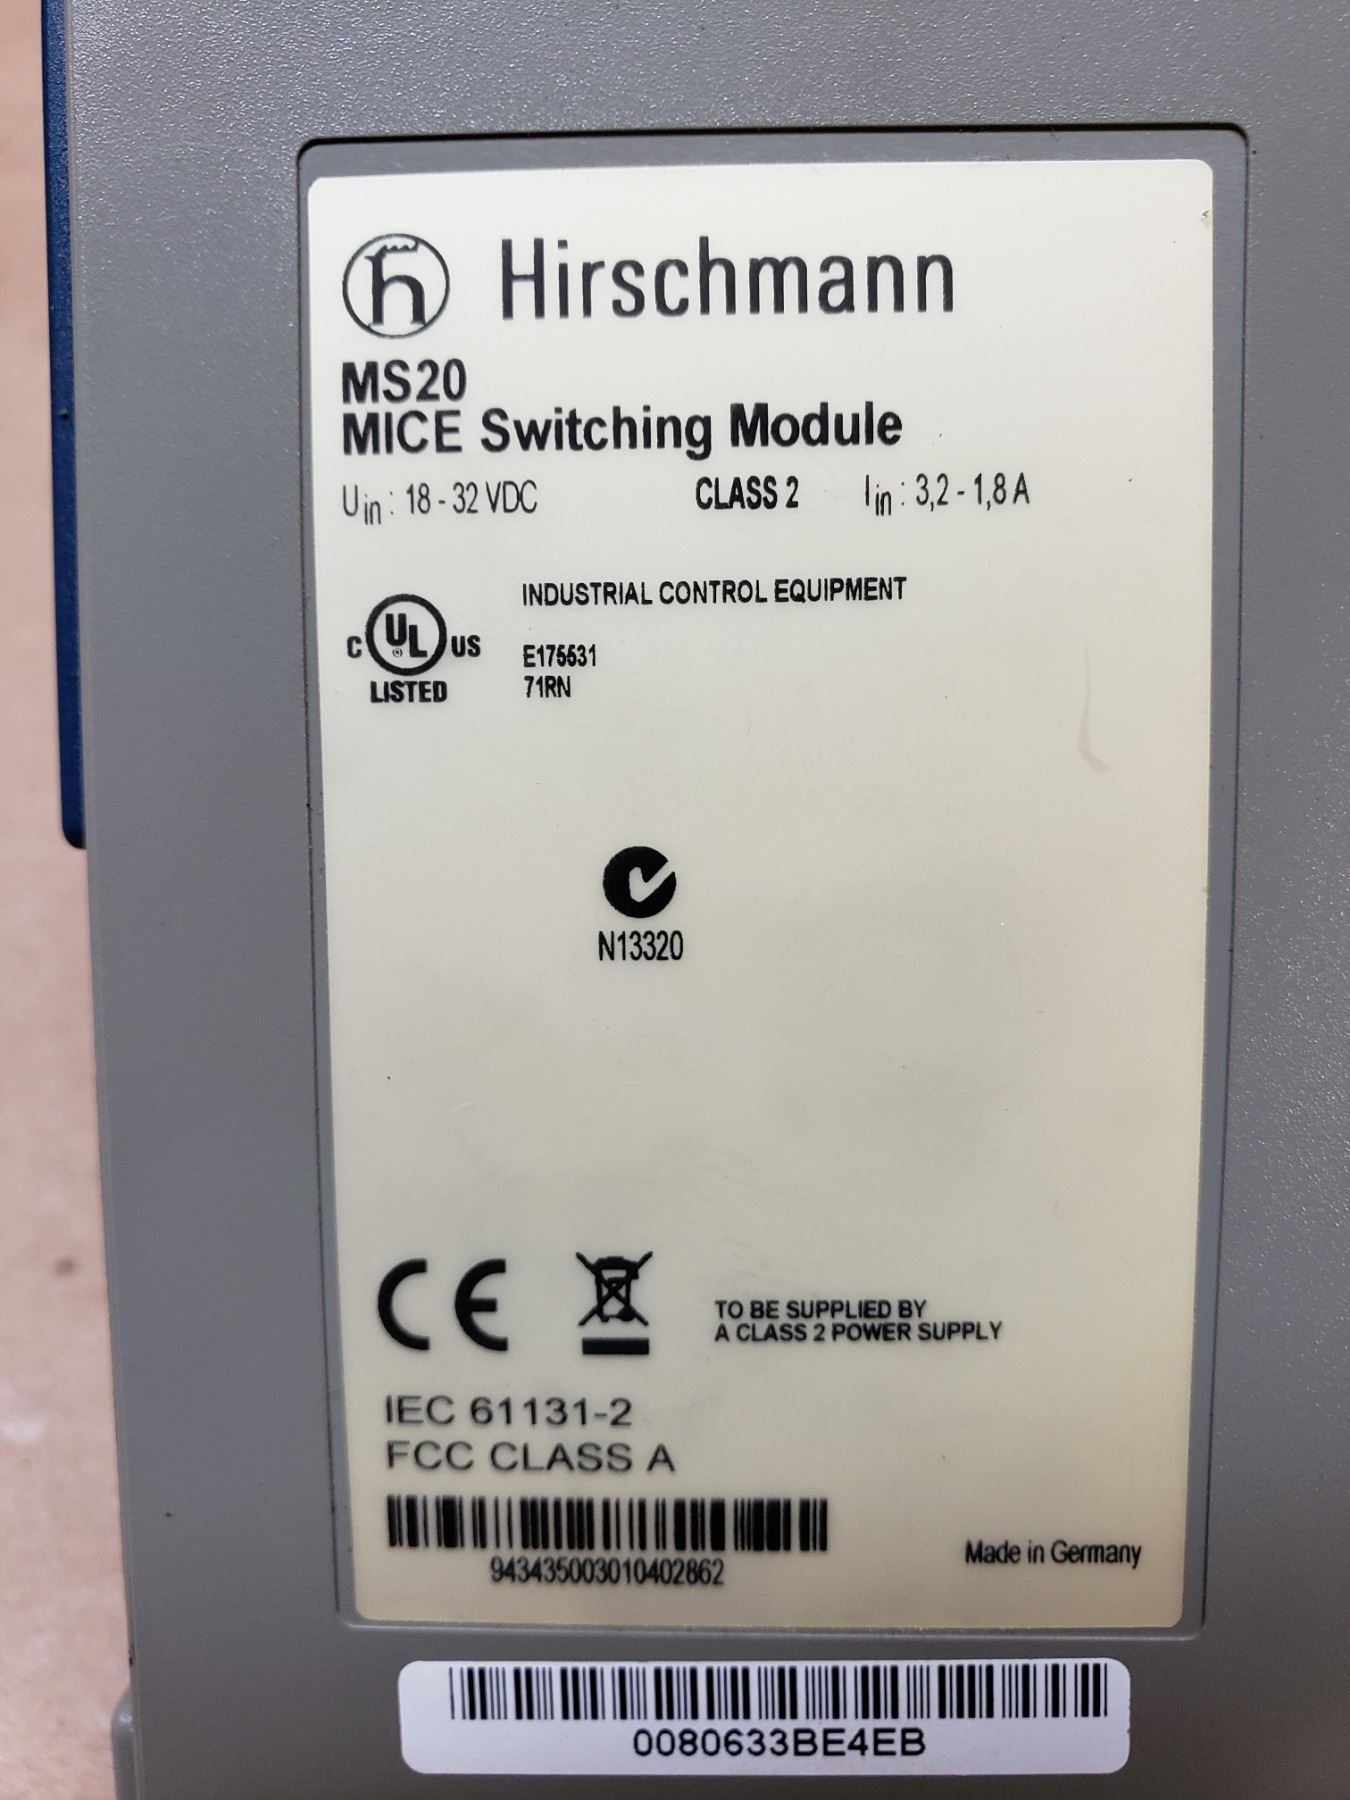 Hirschmann
MS20
MICE Switching Module
Uin: 18 - 32 VDC CLASS 2 Iin: 3,2 - 1,8 A
INDUSTRIAL CONTROL EQUIPMENT
C UL US
LISTED
E175531
71RN
N13320
CE
TO BE SUPPLIED BY
A CLASS 2 POWER SUPPLY
IEC 61131-2
FCC CLASS A
943435003010402862
Made in Germany
0080633BE4EB